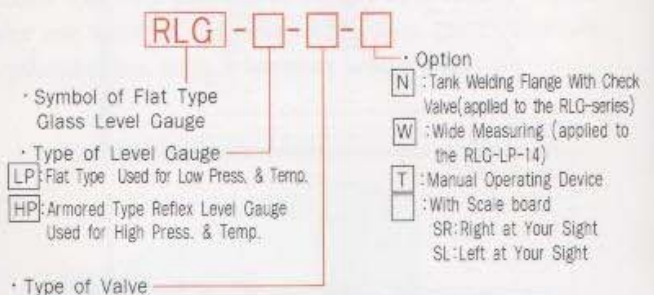 RLG - □ - □ - □
· Symbol of Flat Type
Glass Level Gauge
· Type of Level Gauge
LP : Flat Type Used for Low Press. & Temp.
HP : Armored Type Reflex Level Gauge
Used for High Press. & Temp.
· Type of Valve
· Option
N : Tank Welding Flange With Check
Valve(applied to the RLG-series)
W : Wide Measuring (applied to
the RLG-LP-14)
T : Manual Operating Device
□ : With Scale board
SR:Right at Your Sight
SL:Left at Your Sight